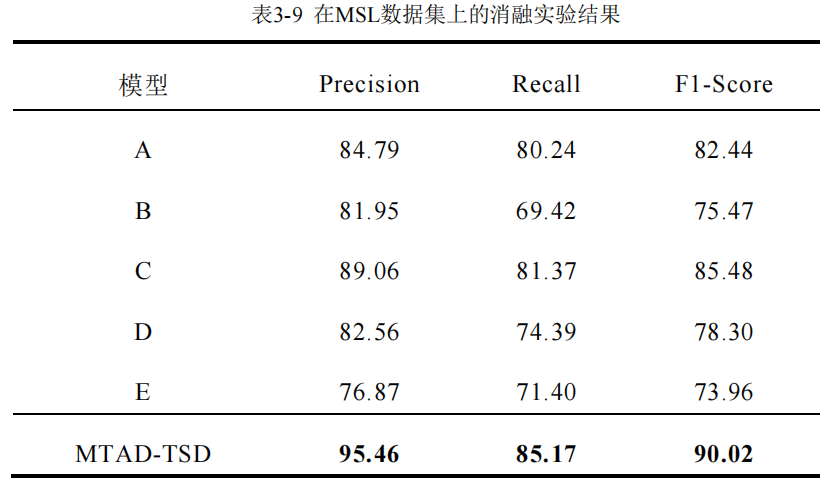 表3-9 在MSL数据集上的消融实验结果
模型 Precision Recall F1-Score
A 84.79 80.24 82.44
B 81.95 69.42 75.47
C 89.06 81.37 85.48
D 82.56 74.39 78.30
E 76.87 71.40 73.96
MTAD-TSD 95.46 85.17 90.02